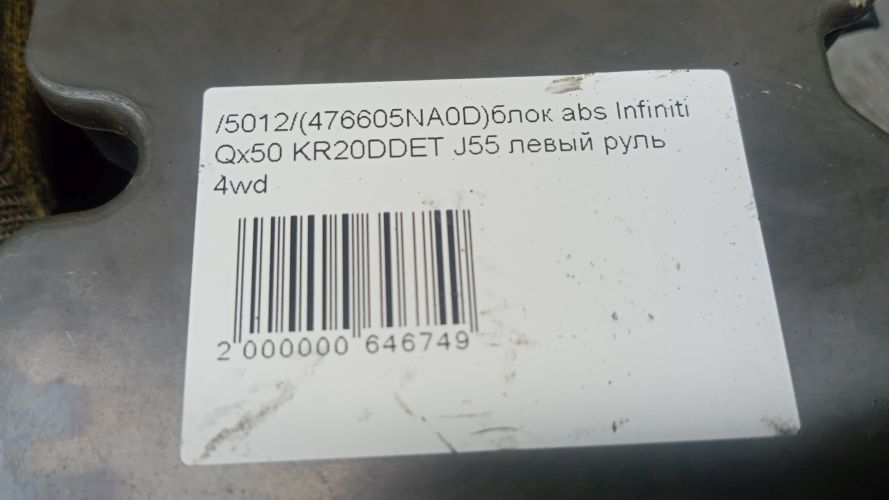 /5012/(476605NA0D)блок abs Infiniti
Qx50 KR20DDET J55 левый руль
4wd
2 000000 646749